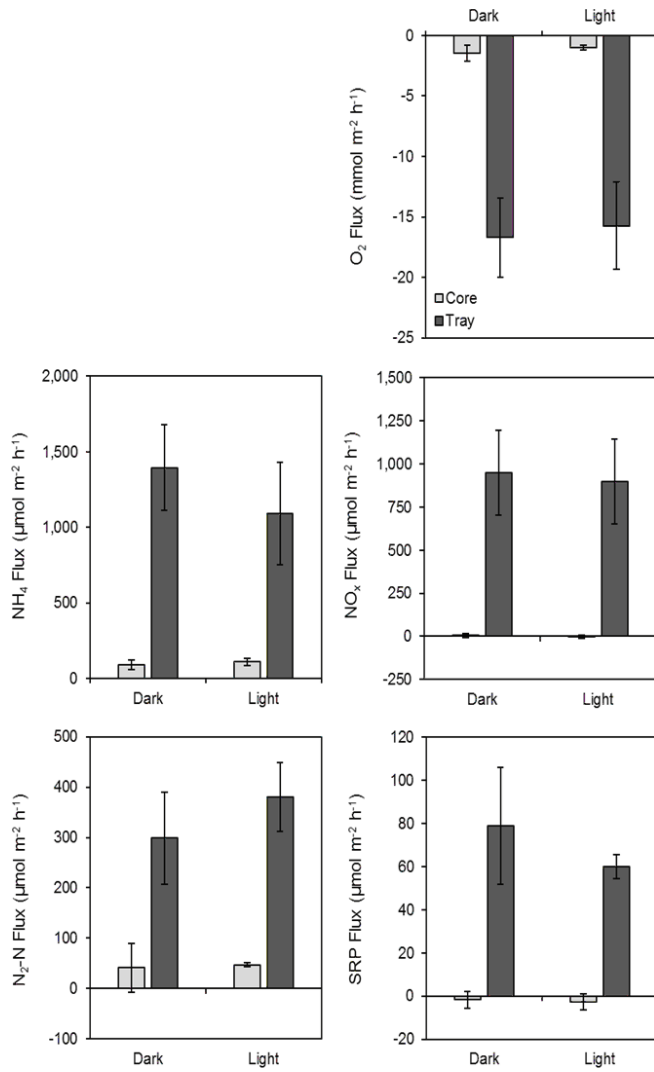 Dark Light
0
-5
-10
-15
-20
-25
O₂ Flux (mmol m⁻² h⁻¹)
Core
Tray
2,000
1,500
1,000
500
0
NH₄ Flux (µmol m⁻² h⁻¹)
Dark Light
1,500
1,250
1,000
750
500
250
0
-250
NOₓ Flux (µmol m⁻² h⁻¹)
Dark Light
500
400
300
200
100
0
-100
N₂-N Flux (µmol m⁻² h⁻¹)
Dark Light
120
100
80
60
40
20
0
-20
SRP Flux (µmol m⁻² h⁻¹)
Dark Light